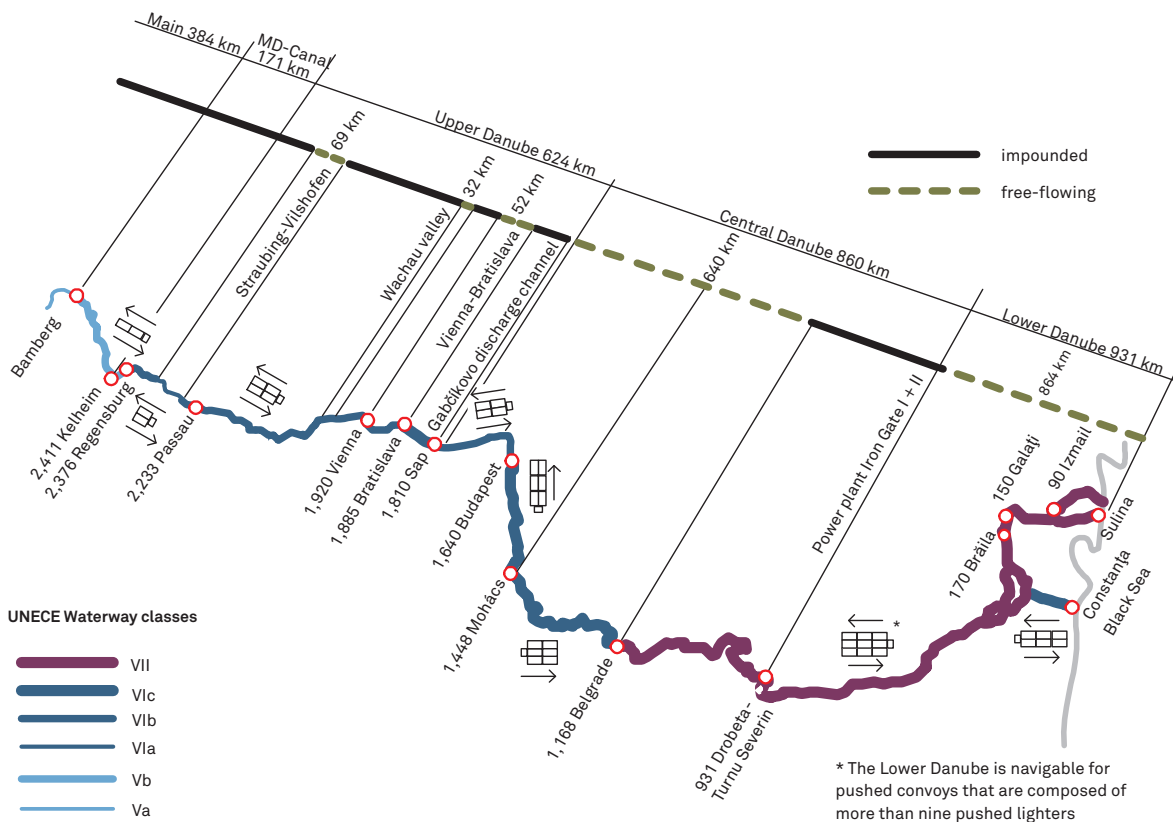 Main 384 km
MD-Canal
171 km
Upper Danube 624 km
Central Danube 860 km
Lower Danube 931 km
impounded
free-flowing
69 km
32 km
52 km
640 km
864 km
Straubing-Vilshofen
Wachau valley
Vienna-Bratislava
Gabčíkovo discharge channel
Power plant Iron Gate I + II
Bamberg
2,411 Kelheim
2,376 Regensburg
2,233 Passau
1,920 Vienna
1,885 Bratislava
1,810 Sap
1,640 Budapest
1,448 Mohács
1,168 Belgrade
931 Drobeta-
Turnu Severin
170 Brăila
150 Galaţj
90 Izmail
Sulina
Constanţa
Black Sea
*
UNECE Waterway classes
VII
VIc
VIb
VIa
Vb
Va
* The Lower Danube is navigable for
pushed convoys that are composed of
more than nine pushed lighters